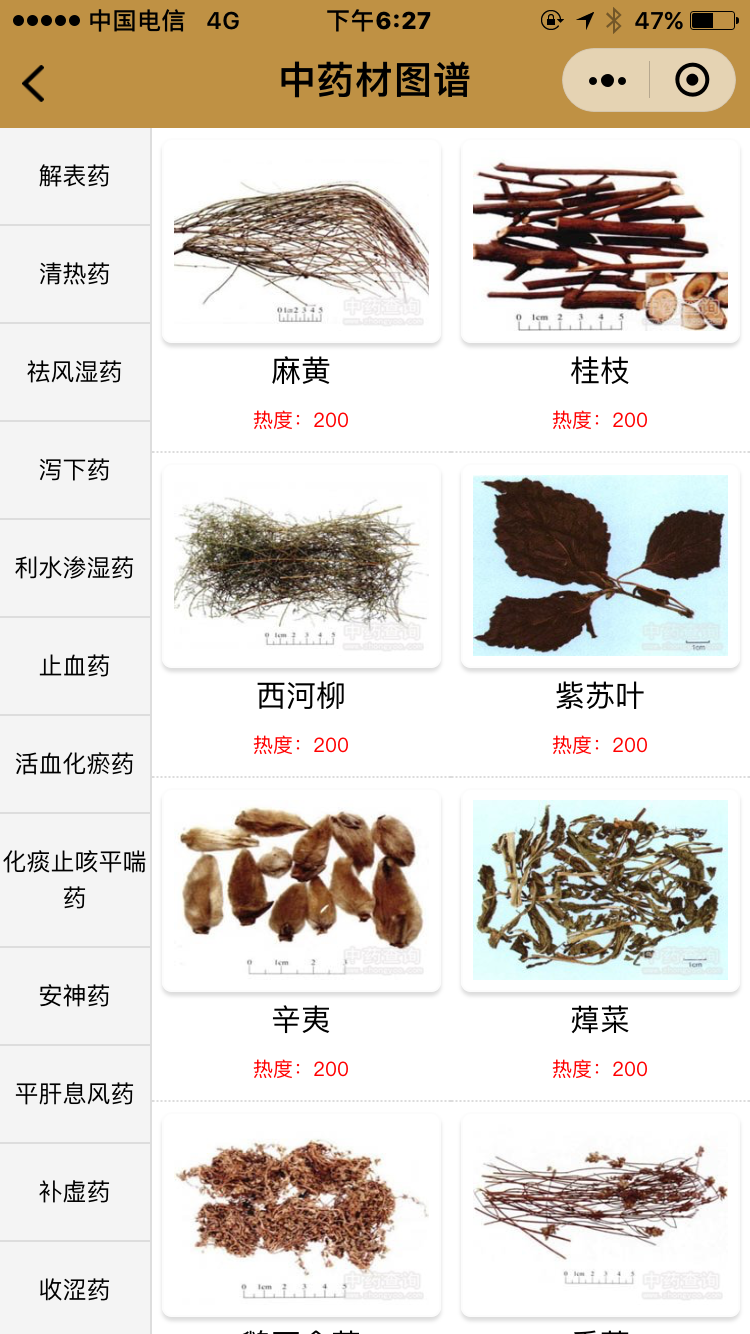 中国电信 4G 下午6:27 47%
中药材图谱
解表药
清热药
祛风湿药
泻下药
利水渗湿药
止血药
活血化瘀药
化痰止咳平喘
药
安神药
平肝息风药
补虚药
收涩药
麻黄 桂枝
热度：200 热度：200
西河柳 紫苏叶
热度：200 热度：200
辛夷 蔊菜
热度：200 热度：200